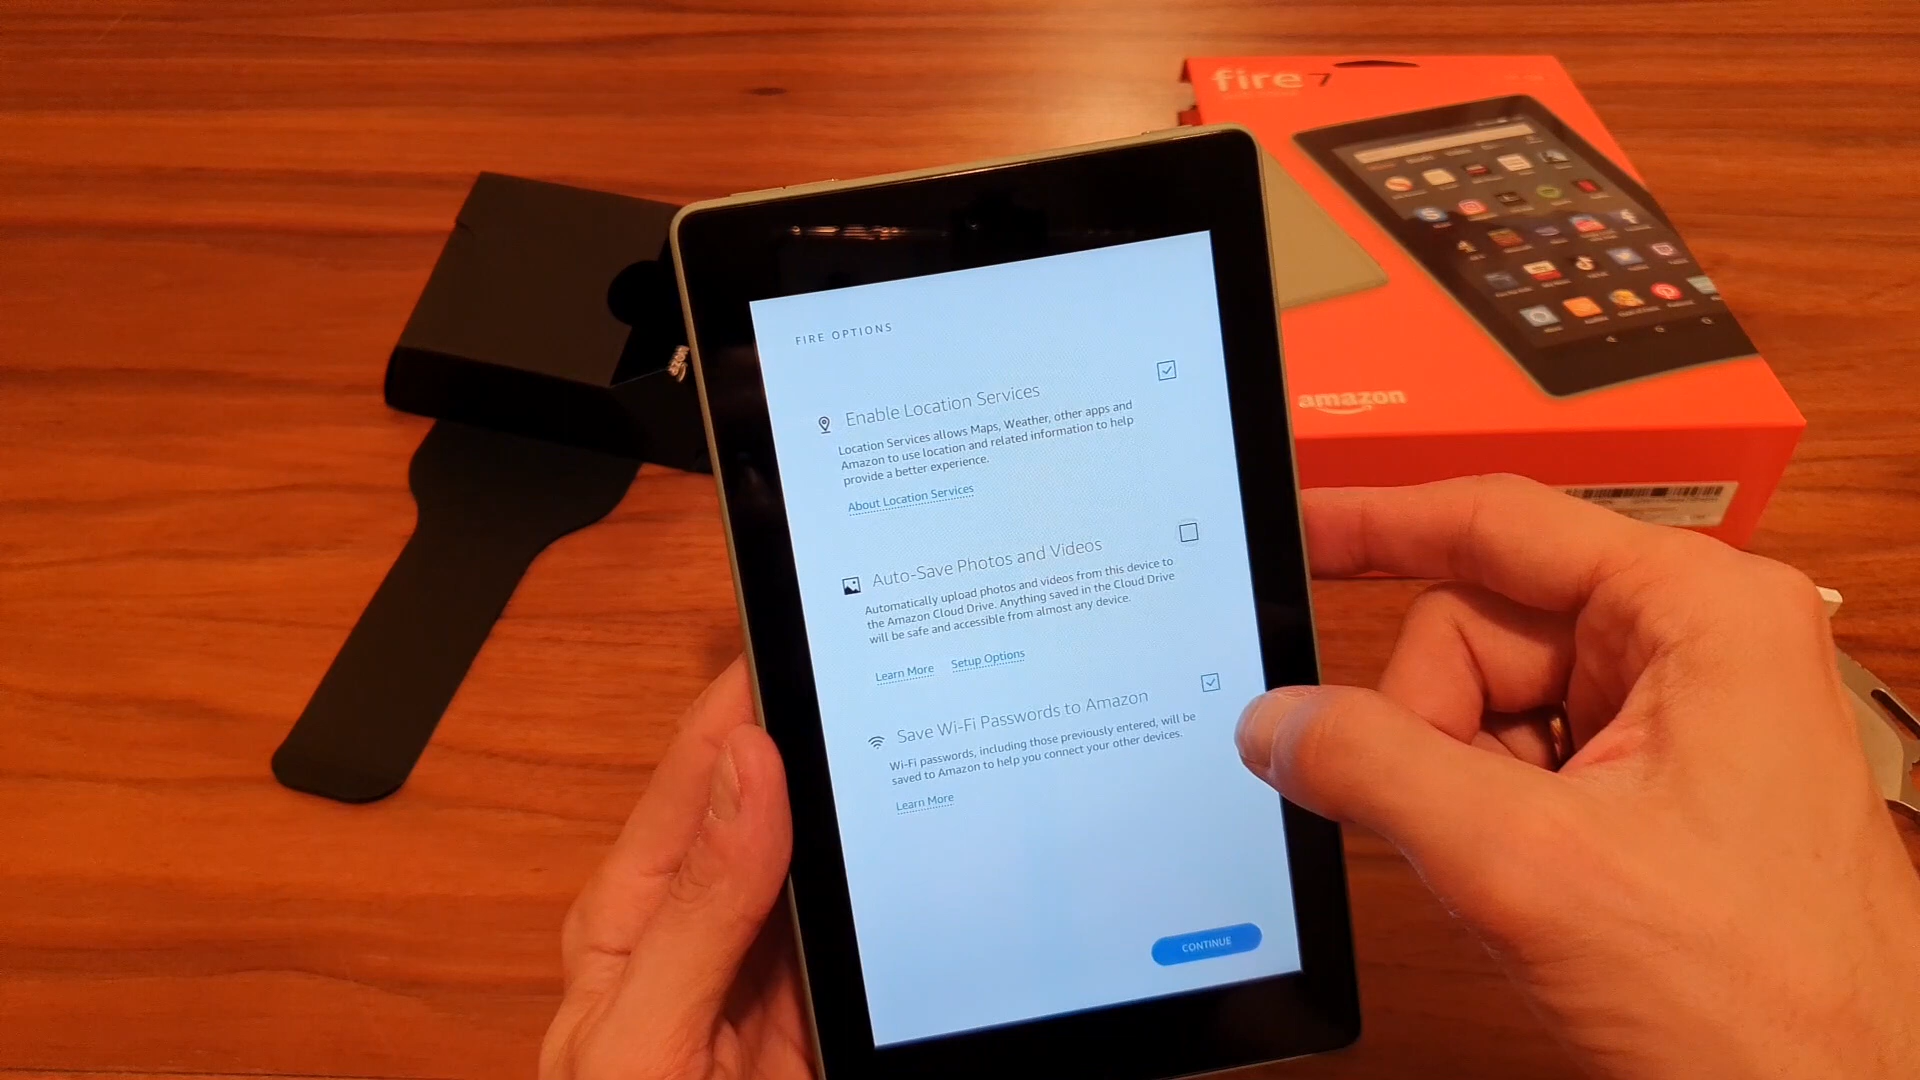 fire 7
amazon
amazon
FIRE OPTIONS
Enable Location Services
Location Services allows Maps, Weather, other apps and
Amazon to use location and related information to help
provide a better experience.
About Location Services
Auto-Save Photos and Videos
Automatically upload photos and videos from this device to
the Amazon Cloud Drive. Anything saved in the Cloud Drive
will be safe and accessible from almost any device.
Learn More Setup Options
Save Wi-Fi Passwords to Amazon
Wi-Fi passwords, including those previously entered, will be
saved to Amazon to help you connect your other devices.
Learn More
CONTINUE